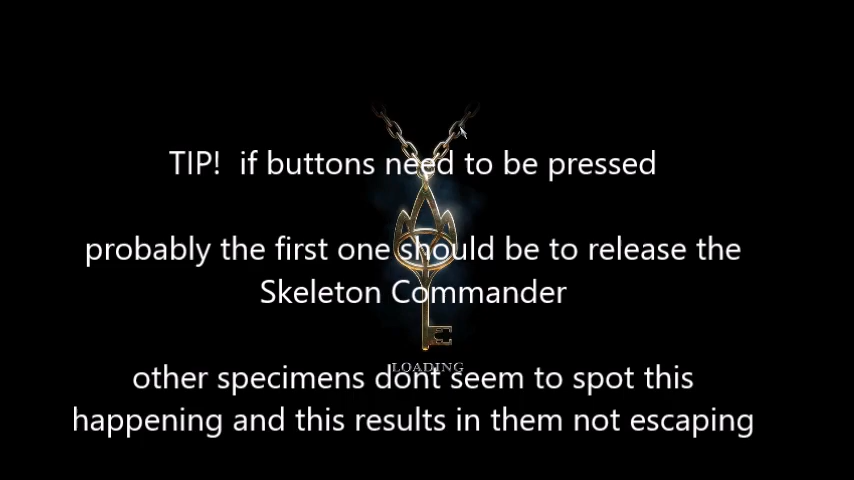 TIP!  if buttons need to be pressed
probably the first one should be to release the
Skeleton Commander
LOADING
other specimens dont seem to spot this
happening and this results in them not escaping